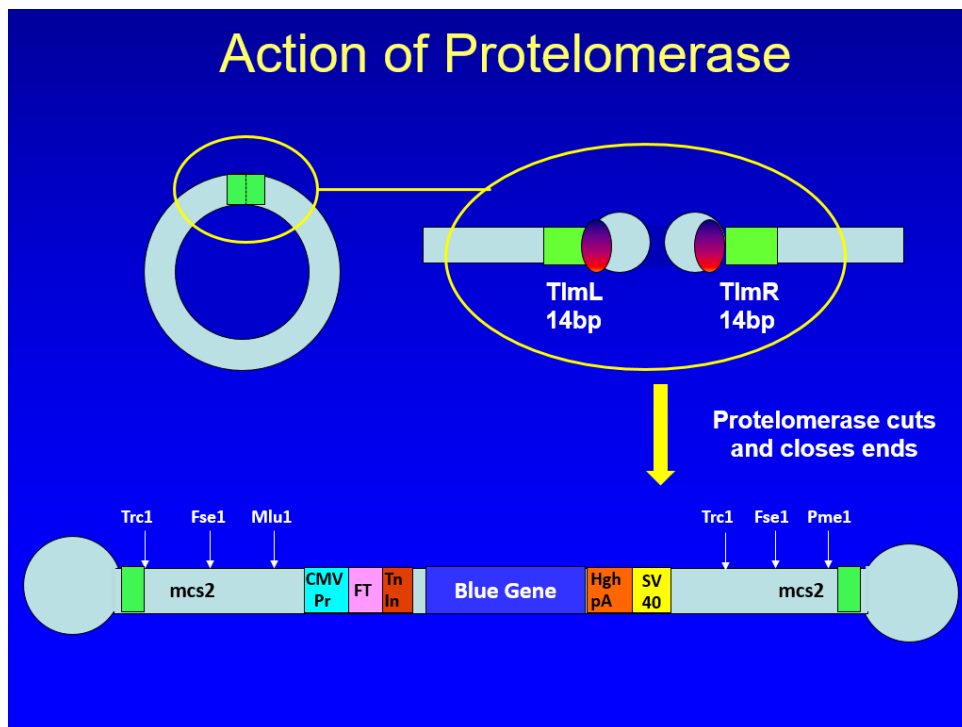 Action of Protelomerase
TlmL
14bp
TlmR
14bp
Protelomerase cuts
and closes ends
Trc1 Fse1 Mlu1 Trc1 Fse1 Pme1
mcs2
CMV
Pr
FT
Tn
In
Blue Gene
Hgh
pA
SV
40
mcs2